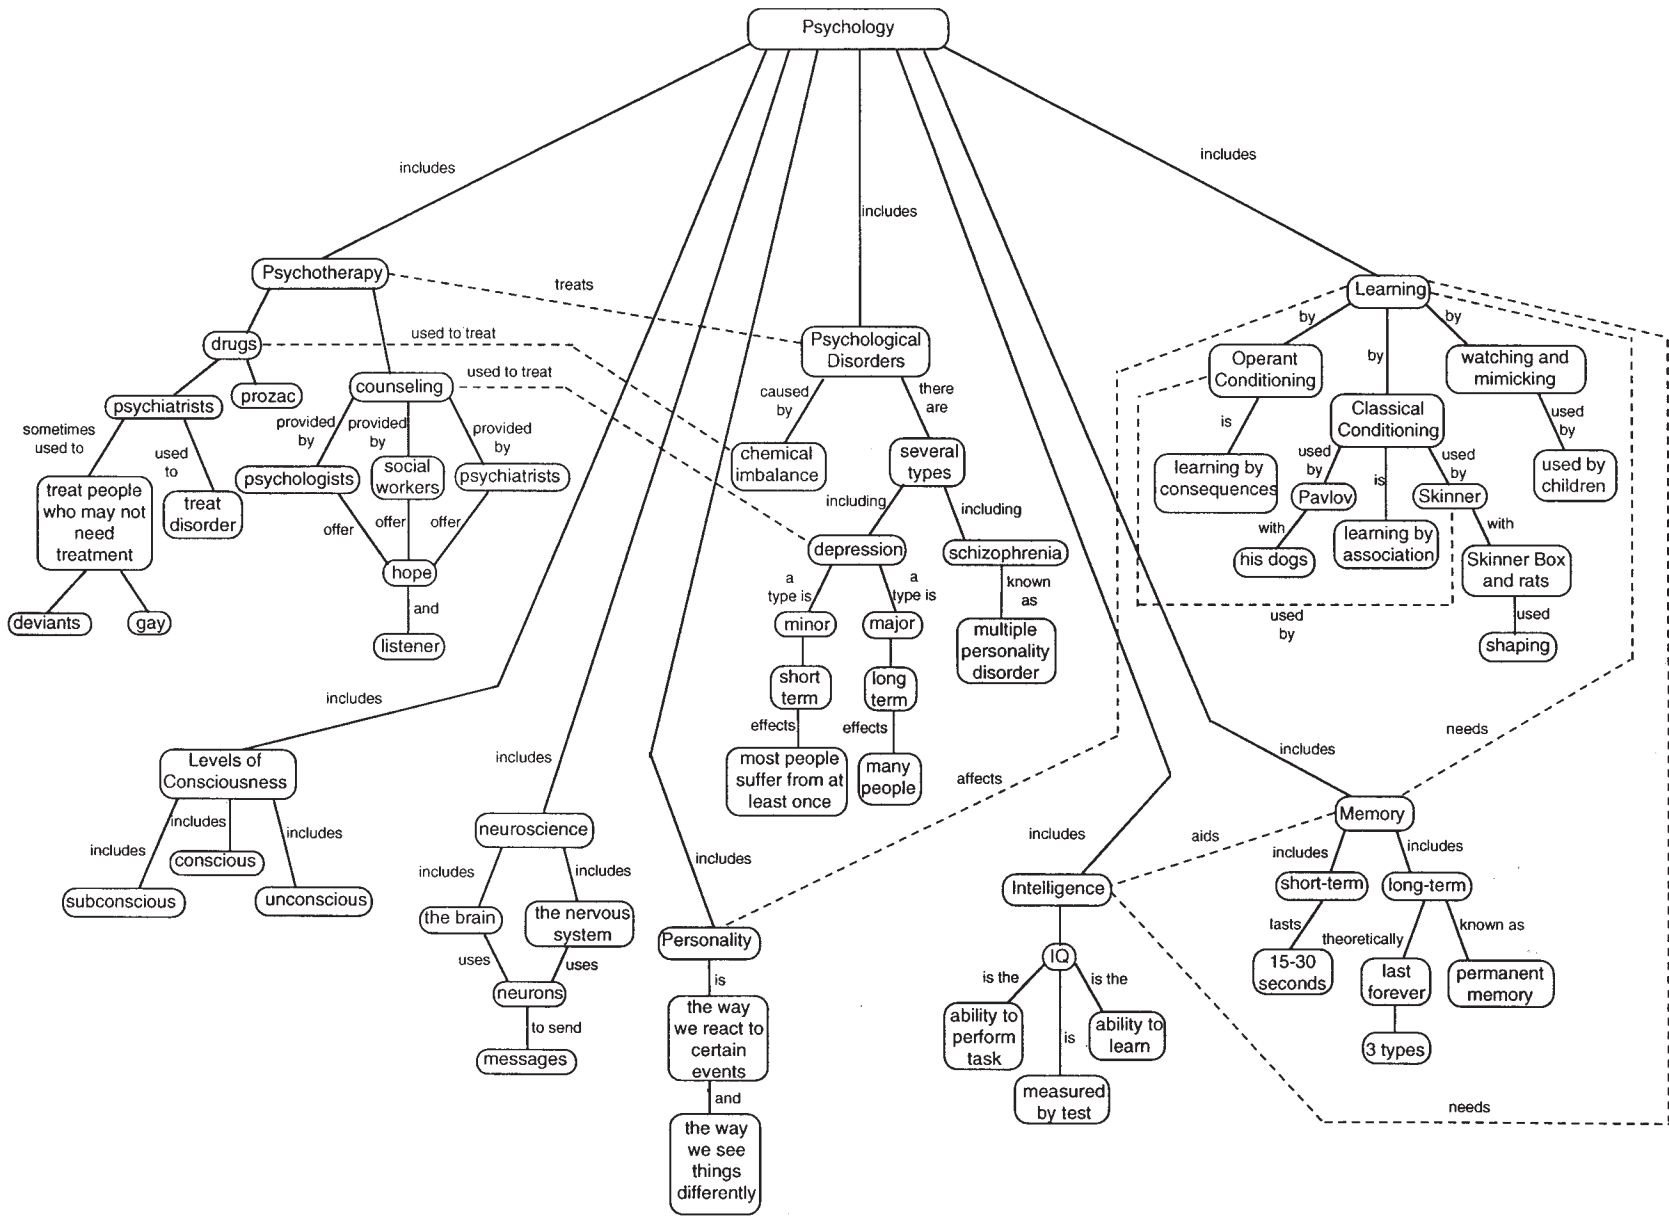 Psychology
includes
includes
includes
Psychotherapy
treats
Learning
drugs
used to treat
Psychological
Disorders
by
by
by
Operant
Conditioning
watching and
mimicking
counseling
used to treat
prozac
psychiatrists
caused
by
there
are
Classical
Conditioning
is
used
by
sometimes
used to
used
to
provided
by
provided
by
provided
by
chemical
imbalance
several
types
learning by
consequences
used
by
is
used
by
used by
children
psychologists
social
workers
psychiatrists
treat people
who may not
need
treatment
treat
disorder
including
including
Pavlov
Skinner
offer
offer
offer
with
with
learning by
association
his dogs
depression
schizophrenia
Skinner Box
and rats
hope
a
type is
a
type is
known
as
and
used
used
by
deviants
gay
minor
major
multiple
personality
disorder
listener
shaping
short
term
long
term
includes
effects
effects
needs
includes
includes
Levels of
Consciousness
most people
suffer from at
least once
many
people
affects
includes
includes
includes
neuroscience
Memory
includes
aids
conscious
includes
includes
includes
includes
includes
subconscious
unconscious
the brain
the nervous
system
Intelligence
short-term
long-term
Personality
lasts
theoretically
known as
uses
uses
IQ
is
is the
is the
15-30
seconds
last
forever
permanent
memory
neurons
to send
the way
we react to
certain
events
ability to
perform
task
is
ability to
learn
messages
3 types
and
measured
by test
needs
the way
we see
things
differently